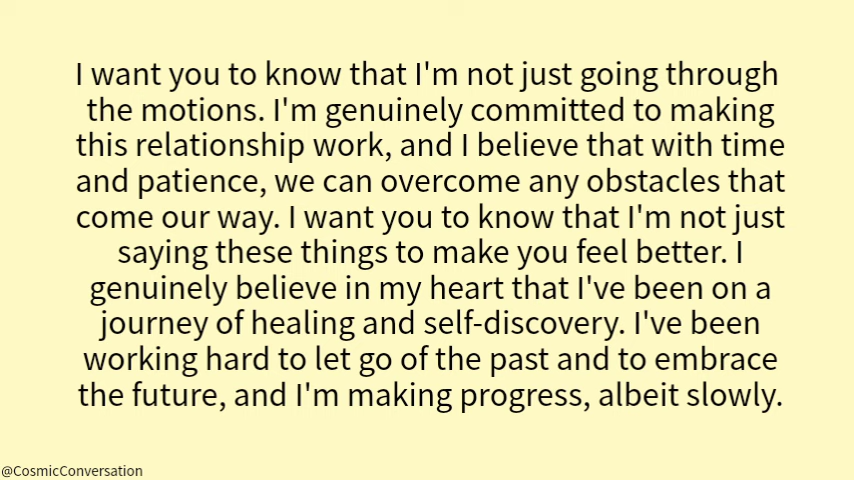 I want you to know that I'm not just going through
the motions. I'm genuinely committed to making
this relationship work, and I believe that with time
and patience, we can overcome any obstacles that
come our way. I want you to know that I'm not just
saying these things to make you feel better. I
genuinely believe in my heart that I've been on a
journey of healing and self-discovery. I've been
working hard to let go of the past and to embrace
the future, and I'm making progress, albeit slowly.
@CosmicConversation